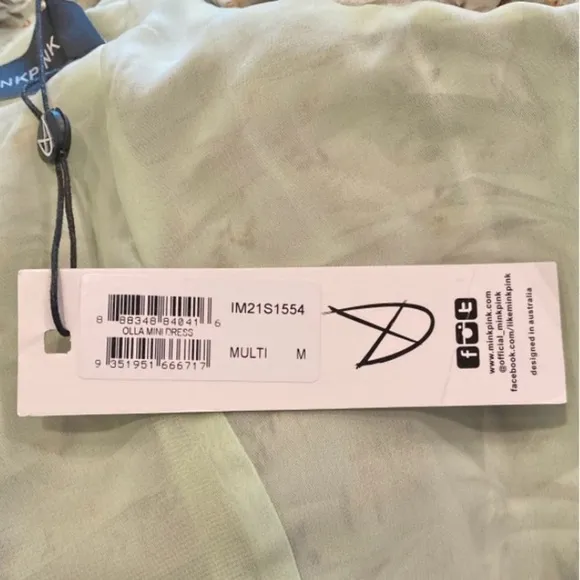 NKPINK
IM21S1554
8 88348 84041 6
OLLA MINI DRESS
MULTI M
9 351951 666717
www.minkpink.com
@official_minkpink
facebook.com/ilikeminkpink
designed in australia